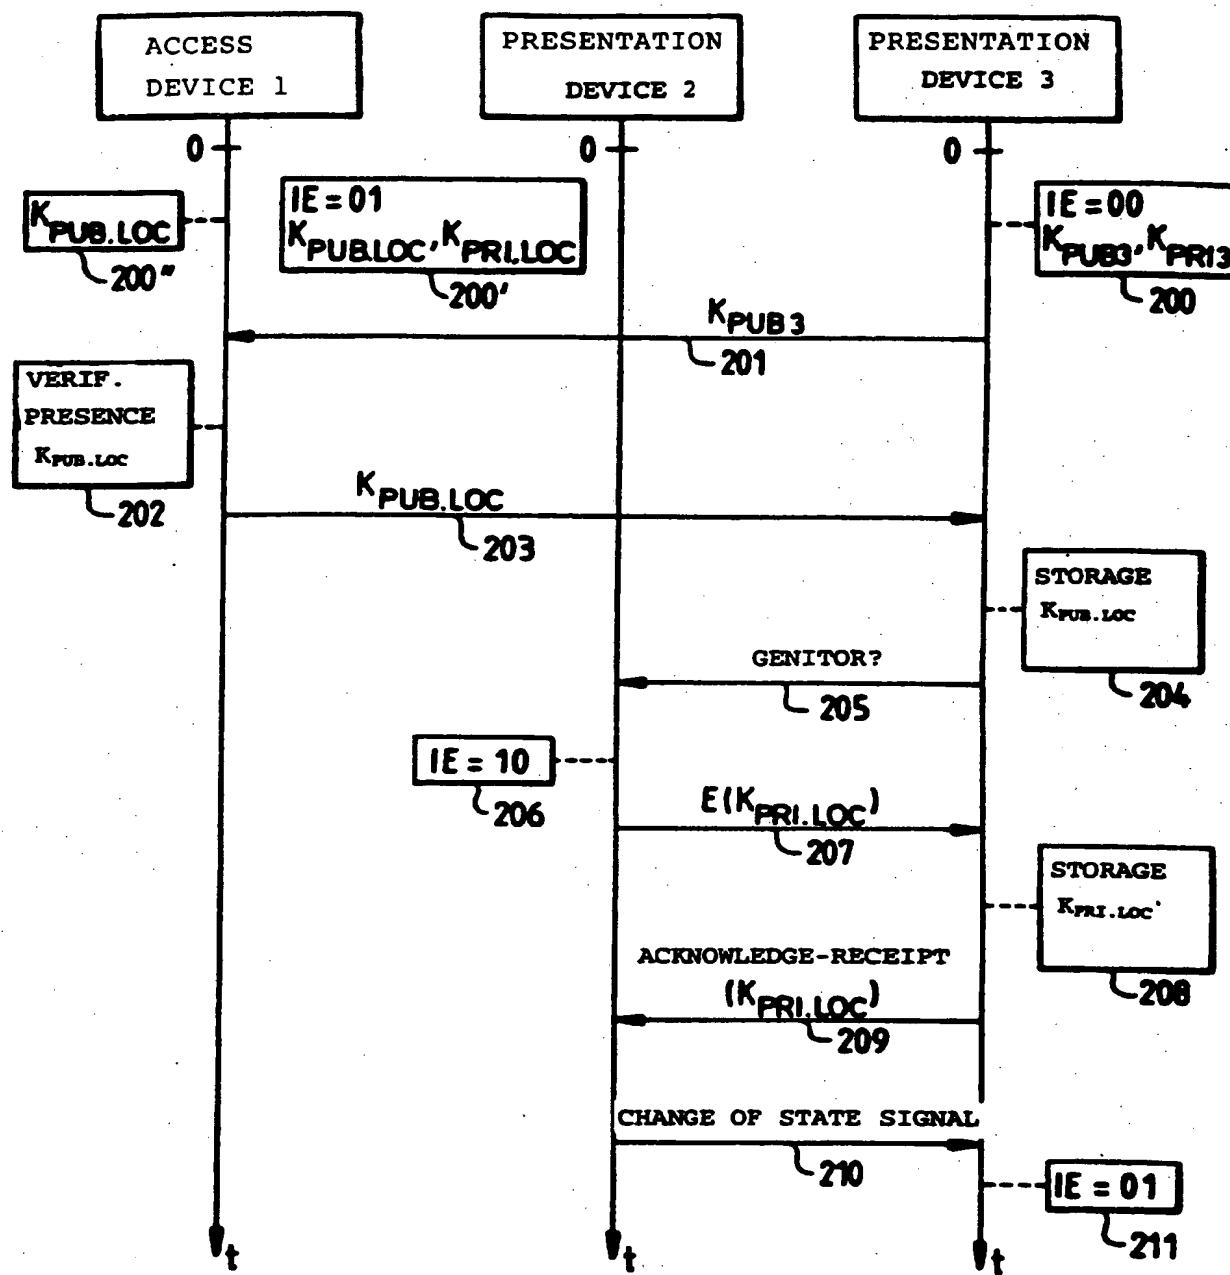 ACCESS
DEVICE 1
PRESENTATION
DEVICE 2
PRESENTATION
DEVICE 3
0
0
0
KPUB.LOC
200"
IE = 01
KPUB.LOC, KPRI.LOC
200'
IE = 00
KPUB3, KPRI3
200
KPUB3
201
VERIF.
PRESENCE
KPUB.LOC
202
KPUB.LOC
203
STORAGE
KPUB.LOC
204
GENITOR?
205
IE = 10
206
E(KPRI.LOC)
207
STORAGE
KPRI.LOC'
208
ACKNOWLEDGE-RECEIPT
(KPRI.LOC)
209
CHANGE OF STATE SIGNAL
210
IE = 01
211
t
t
t